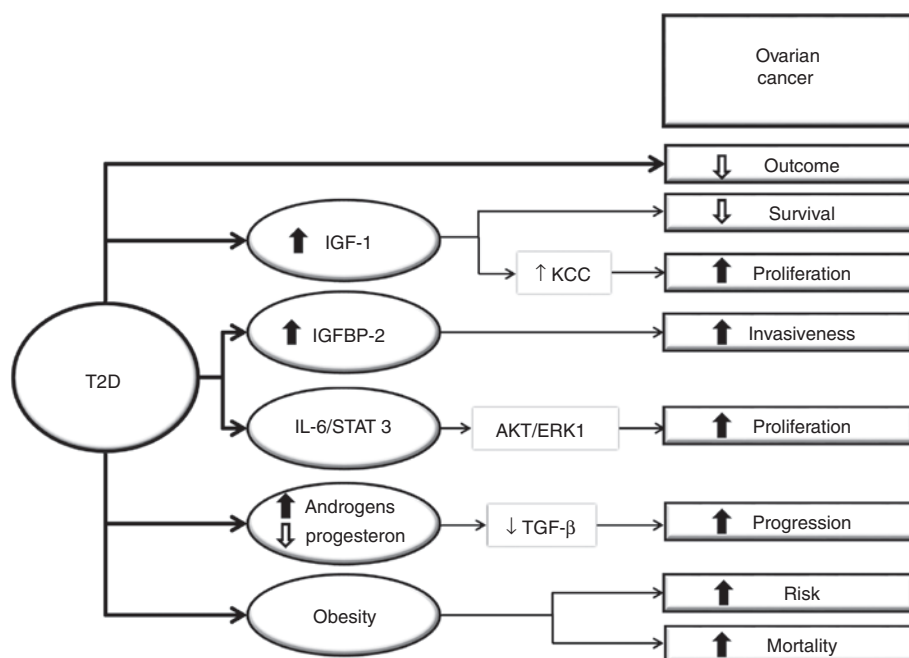 Ovarian
cancer
Outcome
IGF-1
Survival
↑ KCC
Proliferation
IGFBP-2
Invasiveness
T2D
IL-6/STAT 3
AKT/ERK1
Proliferation
Androgens
progesteron
↓ TGF-β
Progression
Obesity
Risk
Mortality